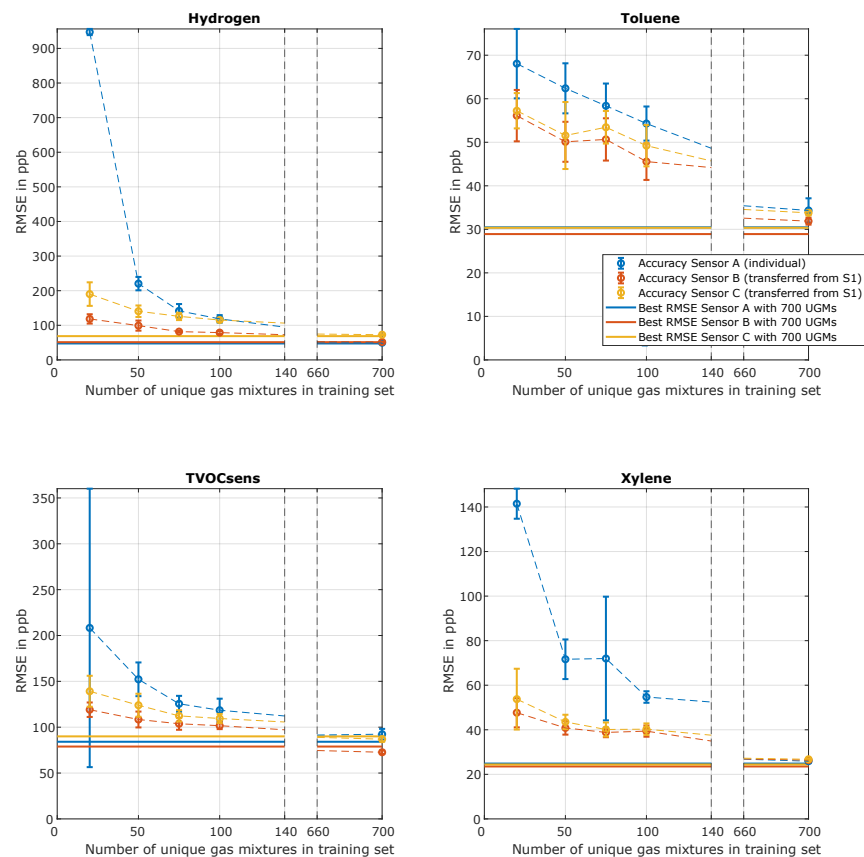 Hydrogen
900
800
700
600
500
400
300
200
100
0
RMSE in ppb
0 50 100 140 660 700
Number of unique gas mixtures in training set
Toluene
70
60
50
40
30
20
10
0
RMSE in ppb
Accuracy Sensor A (individual)
Accuracy Sensor B (transferred from S1)
Accuracy Sensor C (transferred from S1)
Best RMSE Sensor A with 700 UGMs
Best RMSE Sensor B with 700 UGMs
Best RMSE Sensor C with 700 UGMs
0 50 100 140 660 700
Number of unique gas mixtures in training set
TVOCsens
350
300
250
200
150
100
50
0
RMSE in ppb
0 50 100 140 660 700
Number of unique gas mixtures in training set
Xylene
140
120
100
80
60
40
20
0
RMSE in ppb
0 50 100 140 660 700
Number of unique gas mixtures in training set